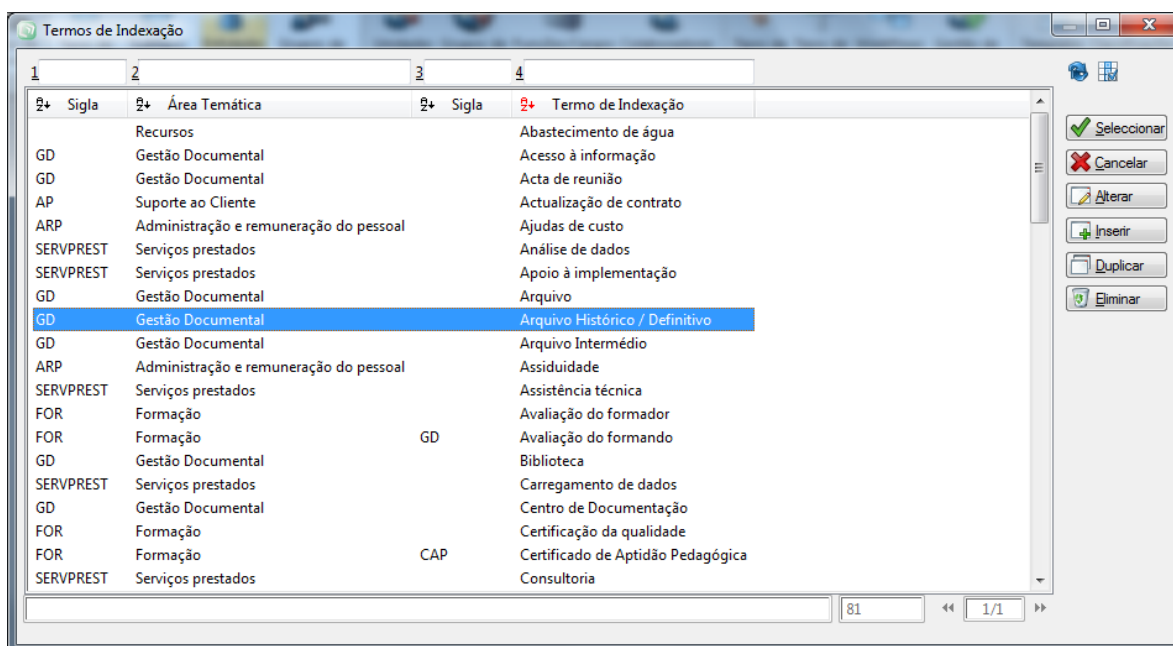 Termos de Indexação
1 2 3 4
Sigla Área Temática Sigla Termo de Indexação
Recursos Abastecimento de água
GD Gestão Documental Acesso à informação
GD Gestão Documental Acta de reunião
AP Suporte ao Cliente Actualização de contrato
ARP Administração e remuneração do pessoal Ajudas de custo
SERVPREST Serviços prestados Análise de dados
SERVPREST Serviços prestados Apoio à implementação
GD Gestão Documental Arquivo
GD Gestão Documental Arquivo Histórico / Definitivo
GD Gestão Documental Arquivo Intermédio
ARP Administração e remuneração do pessoal Assiduidade
SERVPREST Serviços prestados Assistência técnica
FOR Formação Avaliação do formador
FOR Formação GD Avaliação do formando
GD Gestão Documental Biblioteca
SERVPREST Serviços prestados Carregamento de dados
GD Gestão Documental Centro de Documentação
FOR Formação Certificação da qualidade
FOR Formação CAP Certificado de Aptidão Pedagógica
SERVPREST Serviços prestados Consultoria
81 1/1
Seleccionar
Cancelar
Alterar
Inserir
Duplicar
Eliminar